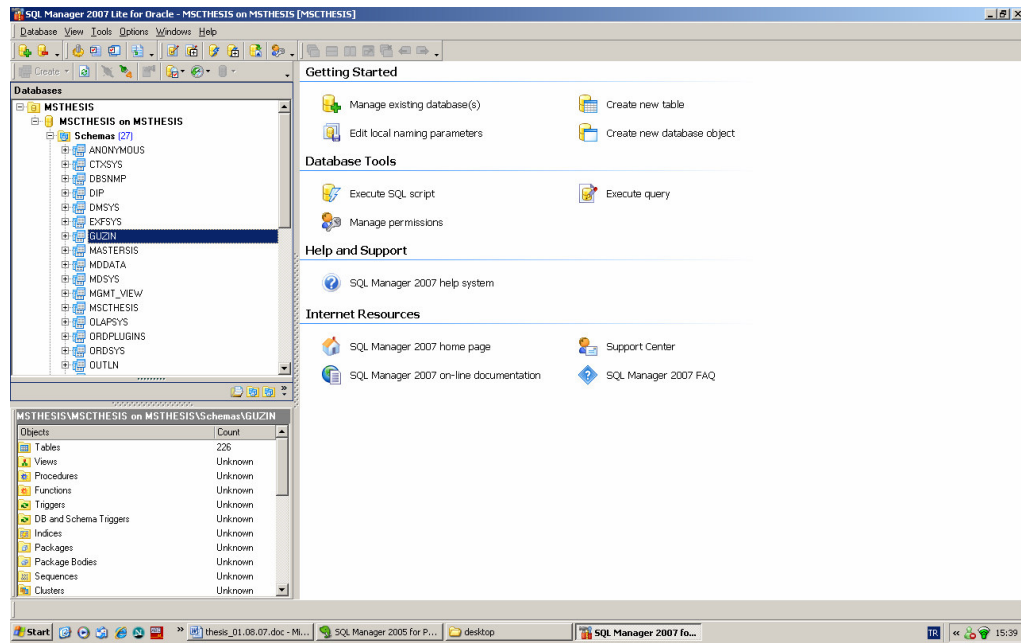 SQL Manager 2007 Lite for Oracle - MSCTHESIS on MSTHESIS [MSCTHESIS]
Database View Tools Options Windows Help
Create
Databases
MSTHESIS
MSCTHESIS on MSTHESIS
Schemas (27)
ANONYMOUS
CTXSYS
DBSNMP
DIP
DMSYS
EXFSYS
GUZIN
MASTERSIS
MDDATA
MDSYS
MGMT_VIEW
MSCTHESIS
OLAPSYS
ORDPLUGINS
ORDSYS
OUTLN
MSTHESIS\MSCTHESIS on MSTHESIS\Schemas\GUZIN
Objects Count
Tables 226
Views Unknown
Procedures Unknown
Functions Unknown
Triggers Unknown
DB and Schema Triggers Unknown
Indices Unknown
Packages Unknown
Package Bodies Unknown
Sequences Unknown
Clusters Unknown
Getting Started
Manage existing database(s) Create new table
Edit local naming parameters Create new database object
Database Tools
Execute SQL script Execute query
Manage permissions
Help and Support
SQL Manager 2007 help system
Internet Resources
SQL Manager 2007 home page Support Center
SQL Manager 2007 on-line documentation SQL Manager 2007 FAQ
Start » thesis_01.08.07.doc - Mi... SQL Manager 2005 for P... desktop SQL Manager 2007 fo... TR « 15:39